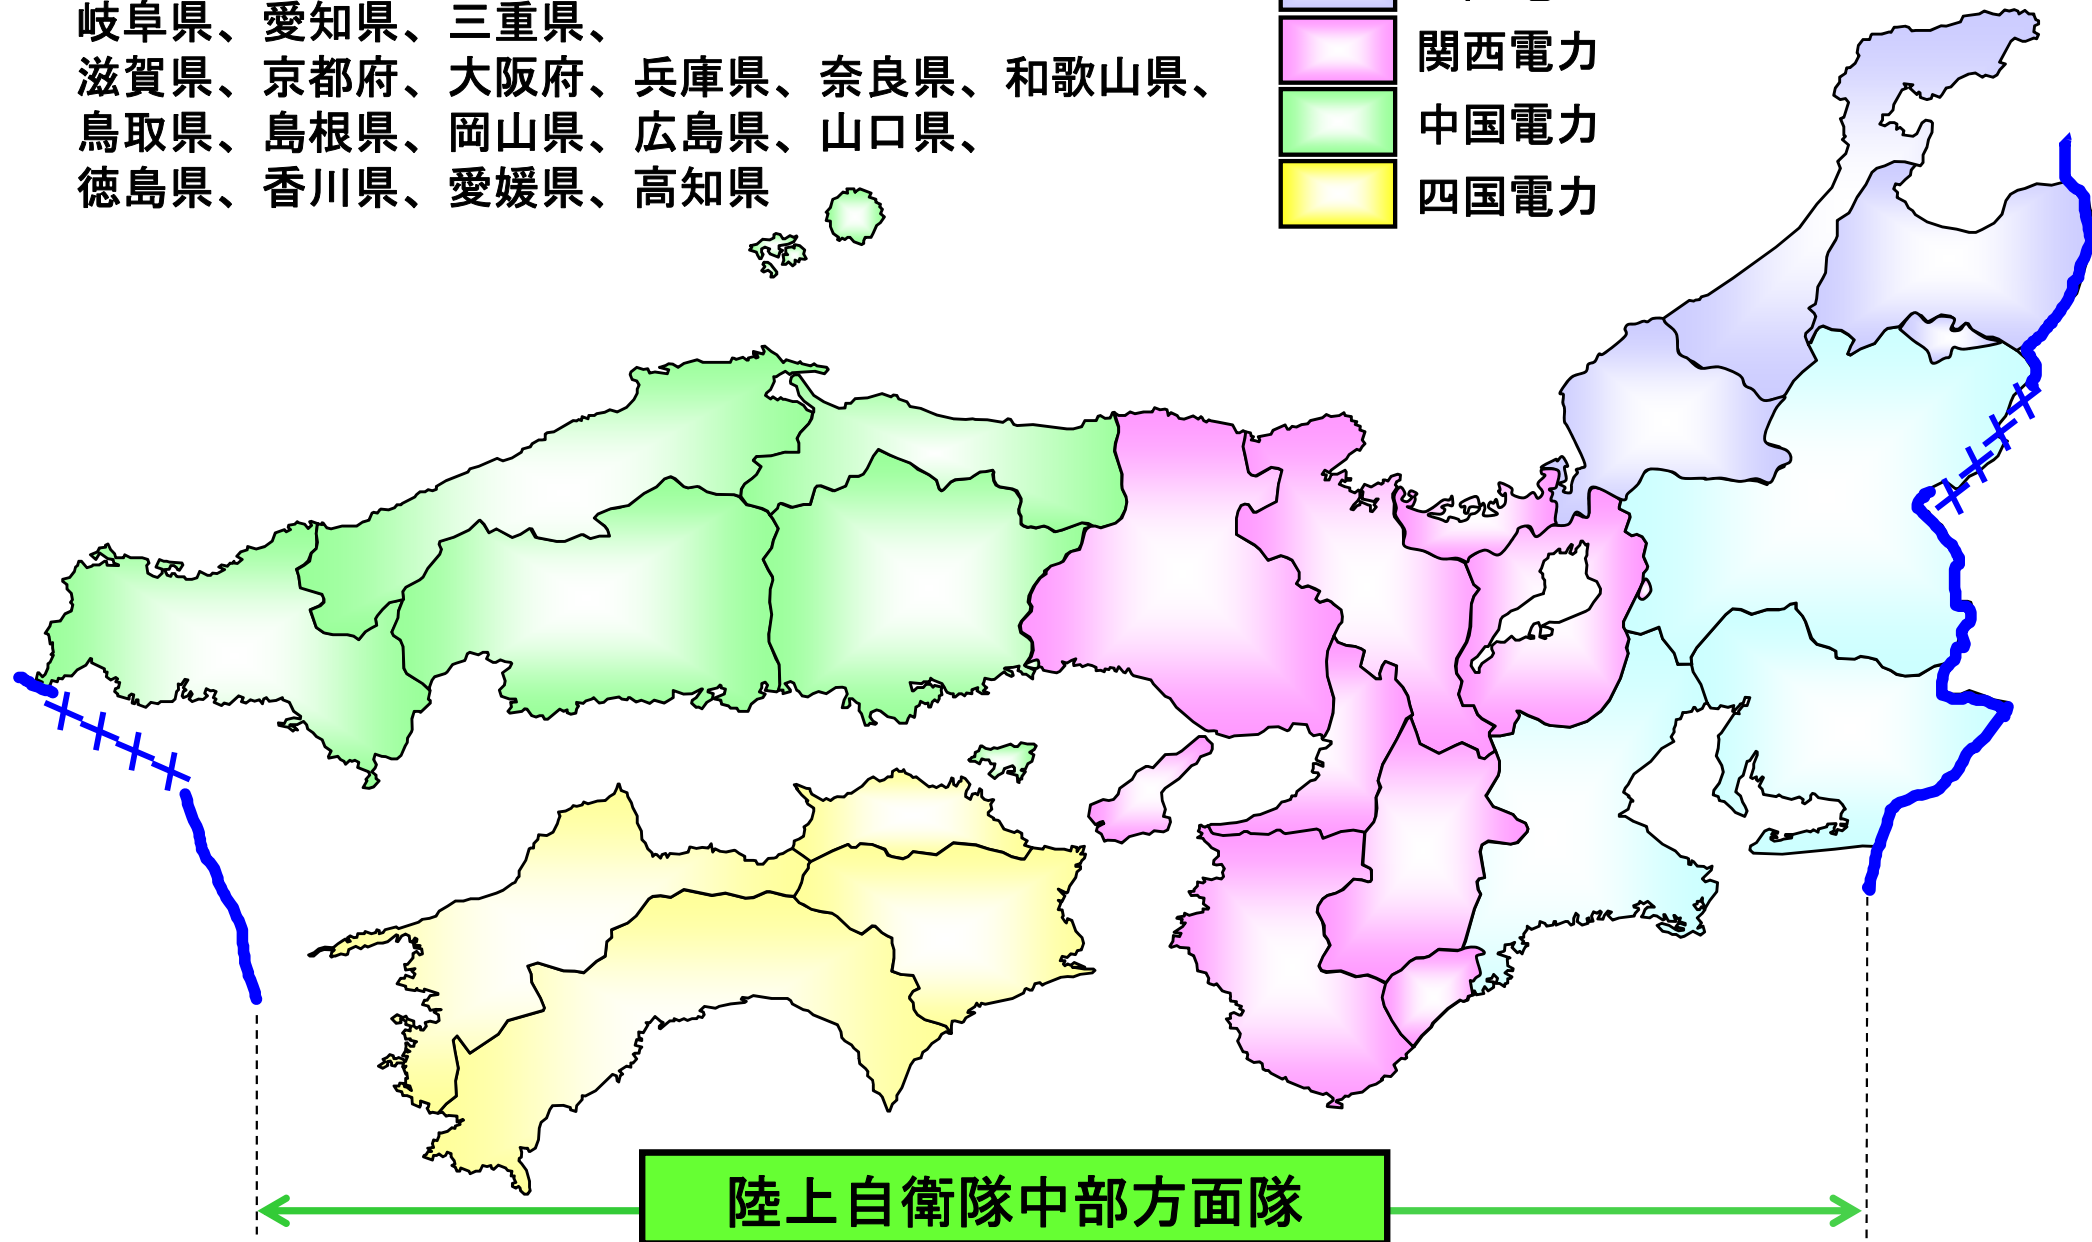 岐阜県、愛知県、三重県、
滋賀県、京都府、大阪府、兵庫県、奈良県、和歌山県、
鳥取県、島根県、岡山県、広島県、山口県、
徳島県、香川県、愛媛県、高知県
関西電力
中国電力
四国電力
陸上自衛隊中部方面隊